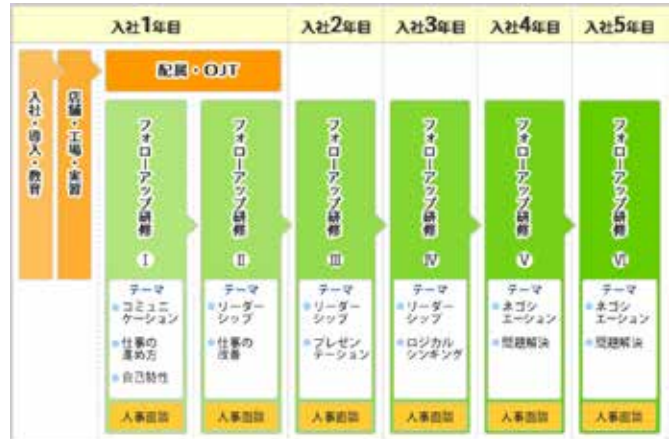 入社1年目
入社2年目
入社3年目
入社4年目
入社5年目
配属・OJT
入社・導入・教育
店舗・工場・実習
フォローアップ研修
Ⅰ
テーマ
コミュニ
ケーション
仕事の
進め方
自己特性
人事面談
フォローアップ研修
Ⅱ
テーマ
リーダー
シップ
仕事の
改善
人事面談
フォローアップ研修
Ⅲ
テーマ
リーダー
シップ
プレゼン
テーション
人事面談
フォローアップ研修
Ⅳ
テーマ
リーダー
シップ
ロジカル
シンキング
人事面談
フォローアップ研修
Ⅴ
テーマ
ネゴシ
エーション
問題解決
人事面談
フォローアップ研修
Ⅵ
テーマ
ネゴシ
エーション
問題解決
人事面談